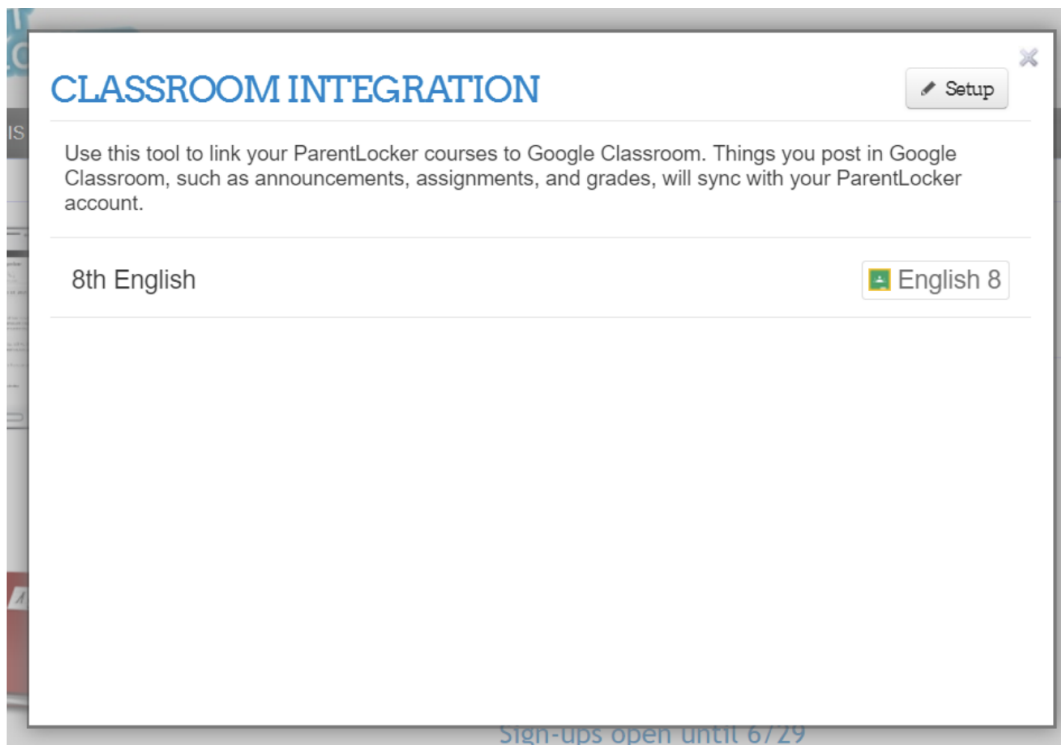 CLASSROOM INTEGRATION
Setup
Use this tool to link your ParentLocker courses to Google Classroom. Things you post in Google
Classroom, such as announcements, assignments, and grades, will sync with your ParentLocker
account.
8th English
English 8
Sign-ups open until 6/29